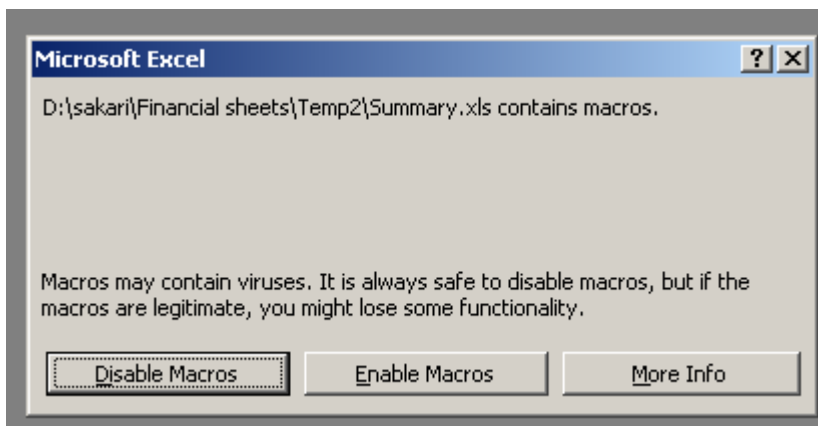 Microsoft Excel
D:\sakari\Financial sheets\Temp2\Summary.xls contains macros.
Macros may contain viruses. It is always safe to disable macros, but if the
macros are legitimate, you might lose some functionality.
Disable Macros Enable Macros More Info